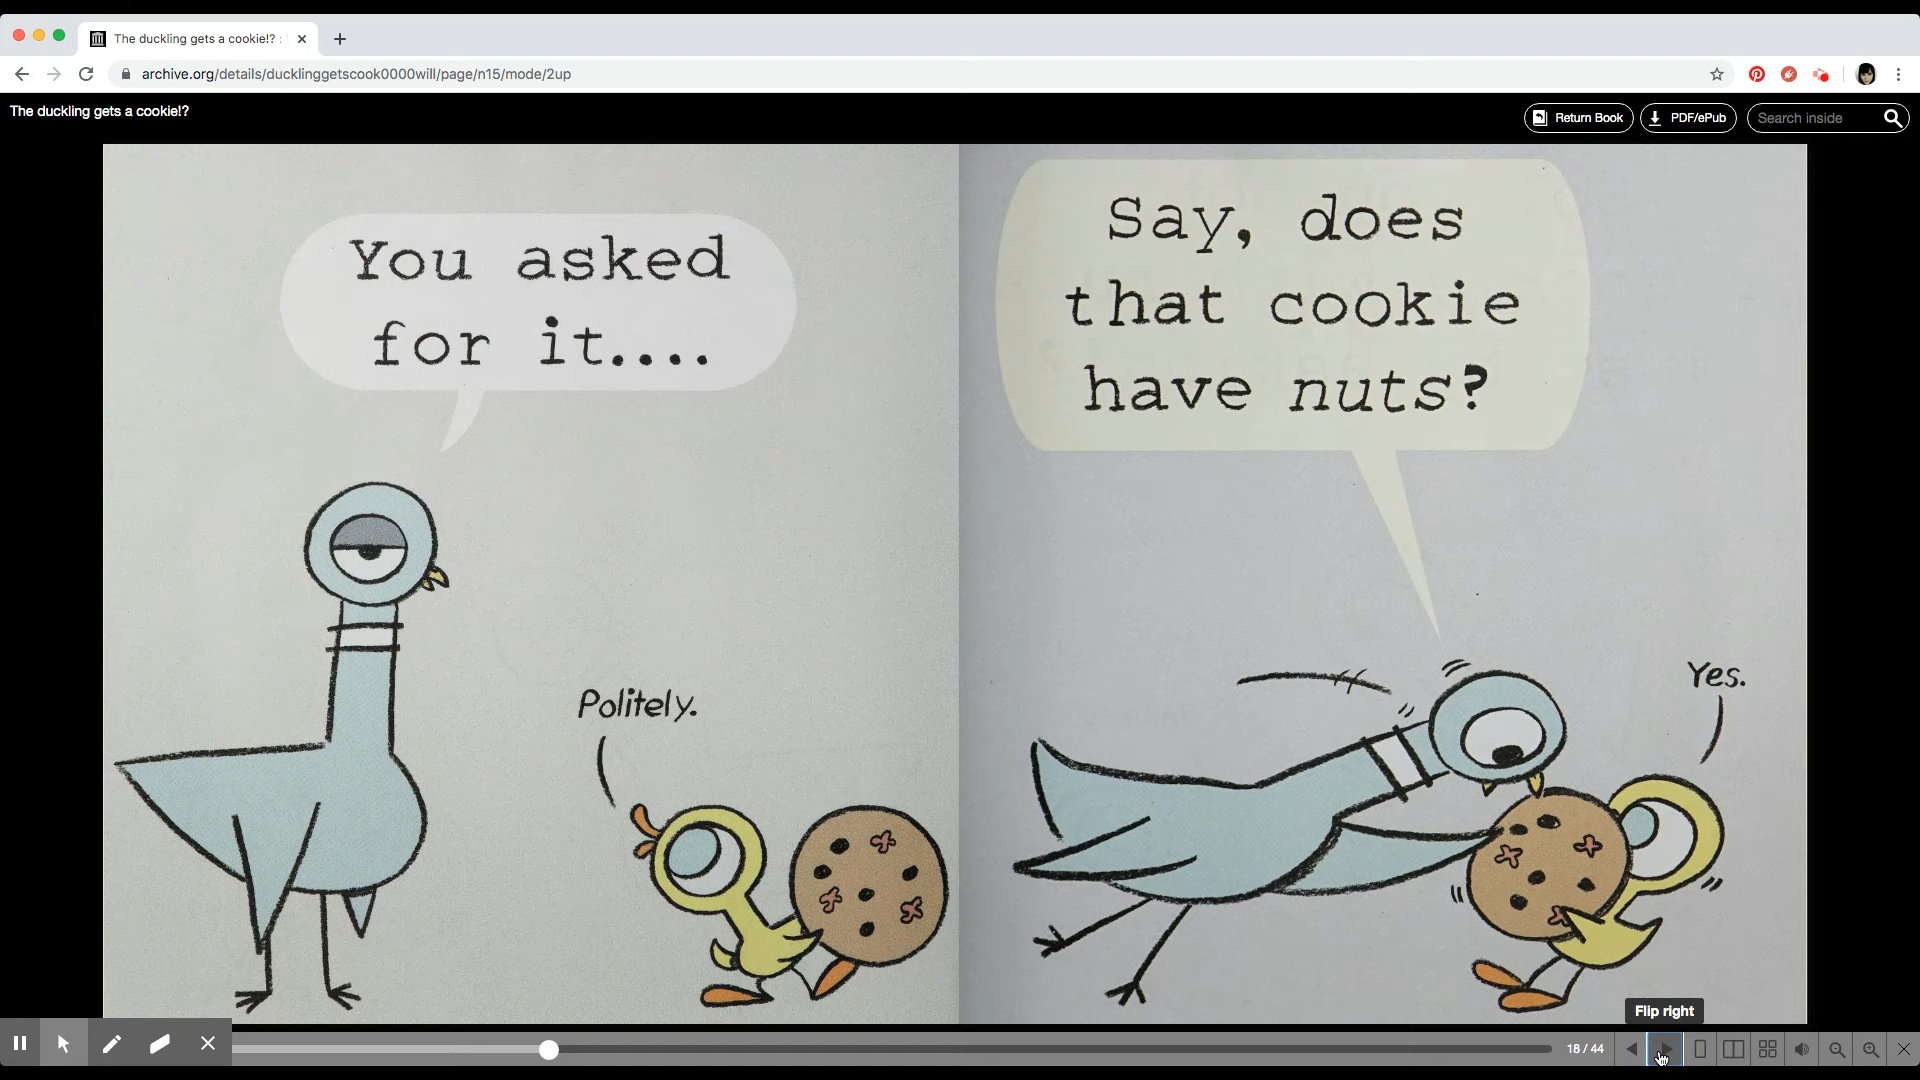 The duckling gets a cookie!? :
archive.org/details/ducklinggetscook0000will/page/n15/mode/2up
The duckling gets a cookie!?
Return Book
PDF/ePub
Search inside
You asked
for it....
Politely.
Say, does
that cookie
have nuts?
Yes.
Flip right
18 / 44